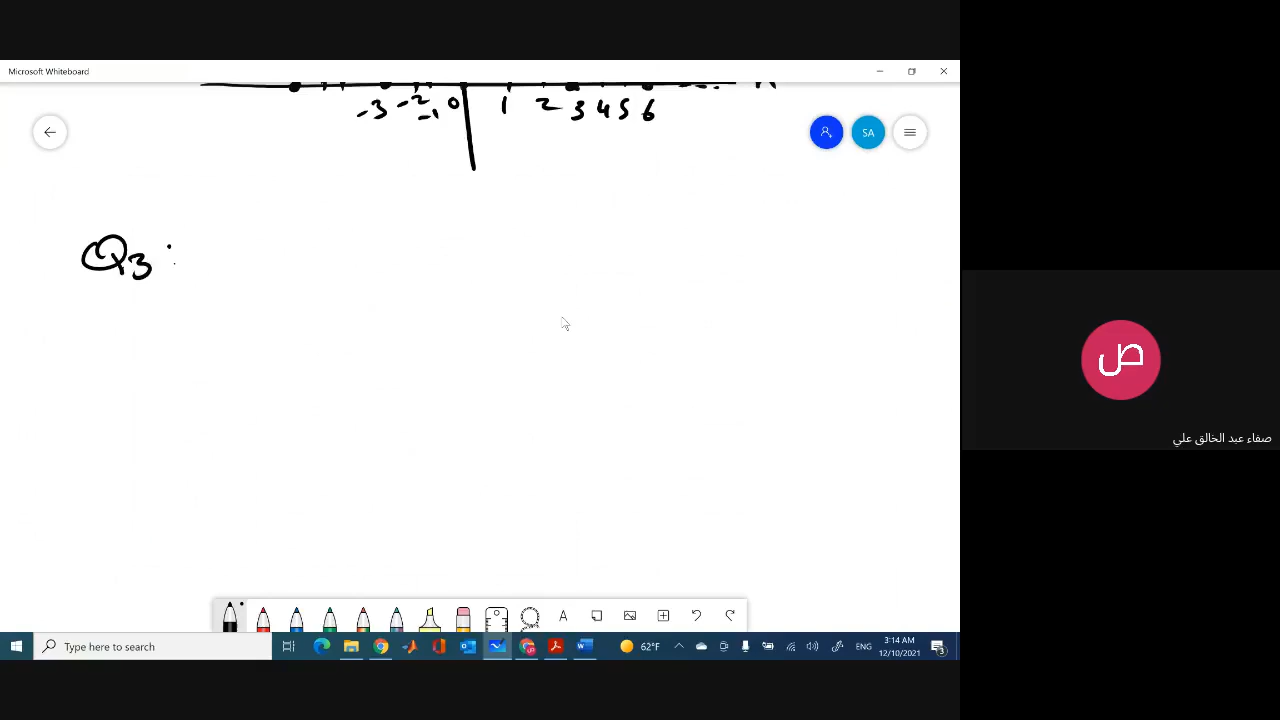 Microsoft Whiteboard
-3 -2 -1 0 1 2 3 4 5 6
SA
Q3 :
ص
صفاء عبد الخالق علي
A
Type here to search
62°F
ENG
3:14 AM
12/10/2021
3